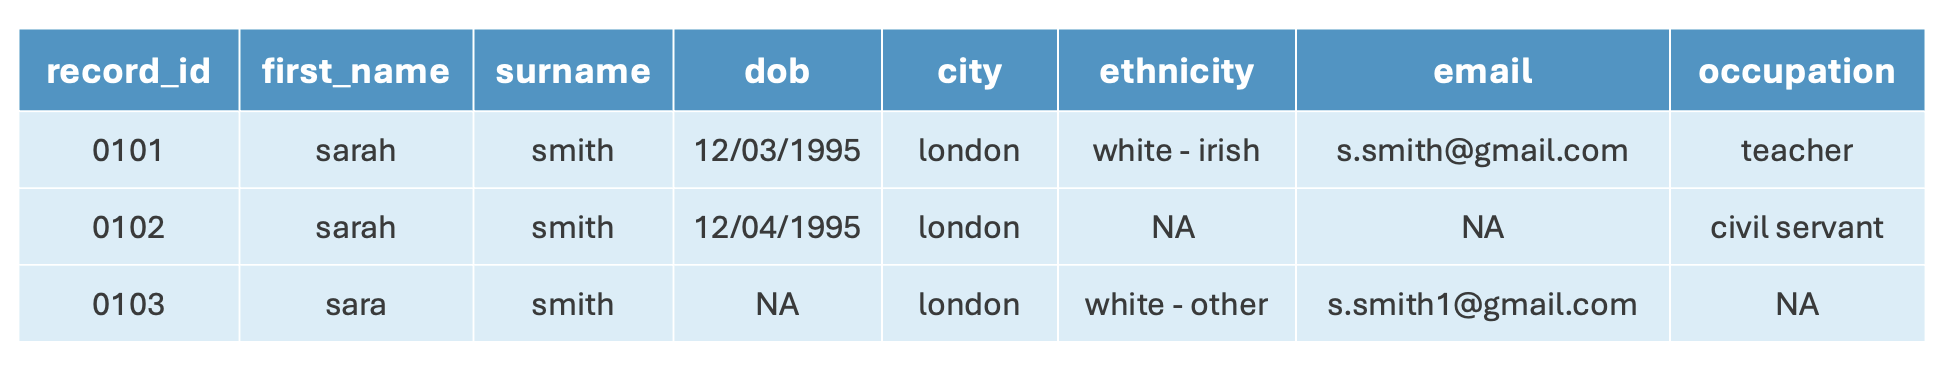 record_id first_name surname dob city ethnicity email occupation
0101 sarah smith 12/03/1995 london white - irish s.smith@gmail.com teacher
0102 sarah smith 12/04/1995 london NA NA civil servant
0103 sara smith NA london white - other s.smith1@gmail.com NA